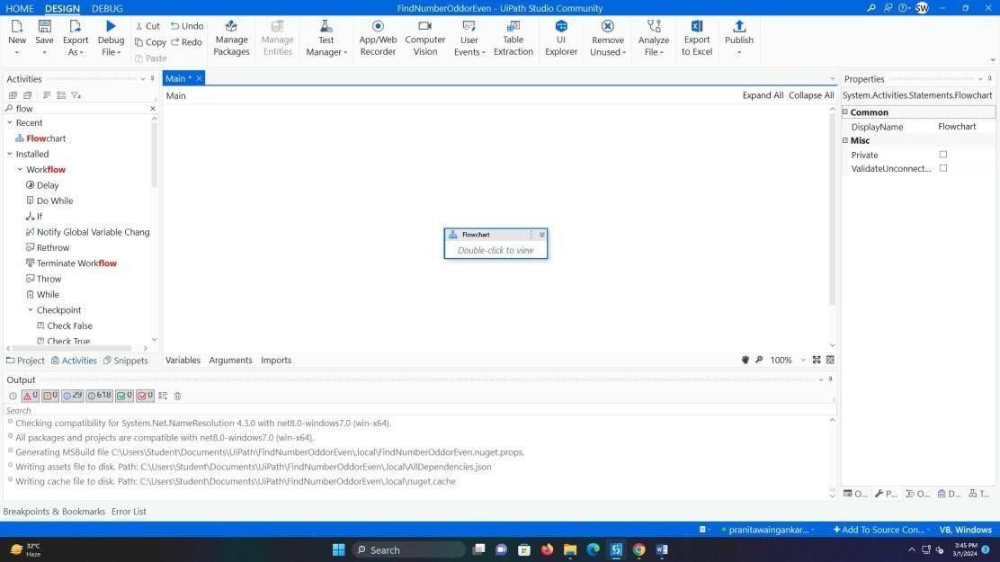 HOME DESIGN DEBUG FindNumberOddorEven - UiPath Studio Community SW
New Save Export As Debug File Cut Copy Paste Undo Redo Manage Packages Manage Entities Test Manager App/Web Recorder Computer Vision User Events Table Extraction UI Explorer Remove Unused Analyze File Export to Excel Publish
Activities
flow
Recent
Flowchart
Installed
Workflow
Delay
Do While
If
Notify Global Variable Chang
Rethrow
Terminate Workflow
Throw
While
Checkpoint
Check False
Check True
Project Activities Snippets
Main *
Main Expand All Collapse All
Flowchart
Double-click to view
Variables Arguments Imports 100%
Properties
System.Activities.Statements.Flowchart
Common
DisplayName Flowchart
Misc
Private
ValidateUnconnect...
O... P... O... D... T...
Output
0 0 29 618 0 0
Search
Checking compatibility for System.Net.NameResolution 4.3.0 with net8.0-windows7.0 (win-x64).
All packages and projects are compatible with net8.0-windows7.0 (win-x64).
Generating MSBuild file C:\Users\Student\Documents\UiPath\FindNumberOddorEven\.local\FindNumberOddorEven.nuget.props.
Writing assets file to disk. Path: C:\Users\Student\Documents\UiPath\FindNumberOddorEven\.local\AllDependencies.json
Writing cache file to disk. Path: C:\Users\Student\Documents\UiPath\FindNumberOddorEven\.local\nuget.cache
Breakpoints & Bookmarks Error List
pranitawaingankar... + Add To Source Con... VB, Windows
32°C
Haze
Search
3:45 PM
3/1/2024
3